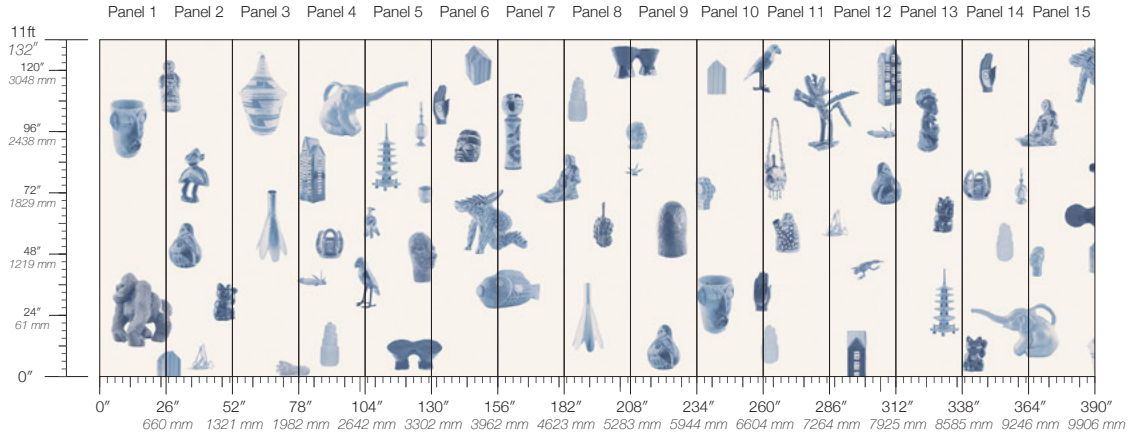 Panel 1 Panel 2 Panel 3 Panel 4 Panel 5 Panel 6 Panel 7 Panel 8 Panel 9 Panel 10 Panel 11 Panel 12 Panel 13 Panel 14 Panel 15
11ft
132″
120″
3048 mm
96″
2438 mm
72″
1829 mm
48″
1219 mm
24″
61 mm
0″
0″ 26″ 52″ 78″ 104″ 130″ 156″ 182″ 208″ 234″ 260″ 286″ 312″ 338″ 364″ 390″
660 mm 1321 mm 1982 mm 2642 mm 3302 mm 3962 mm 4623 mm 5283 mm 5944 mm 6604 mm 7264 mm 7925 mm 8585 mm 9246 mm 9906 mm